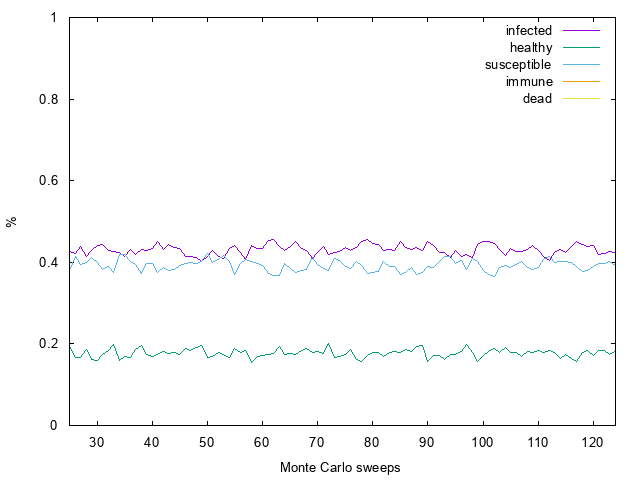 1
0.8
0.6
0.4
0.2
0
%
infected
healthy
susceptible
immune
dead
30 40 50 60 70 80 90 100 110 120
Monte Carlo sweeps